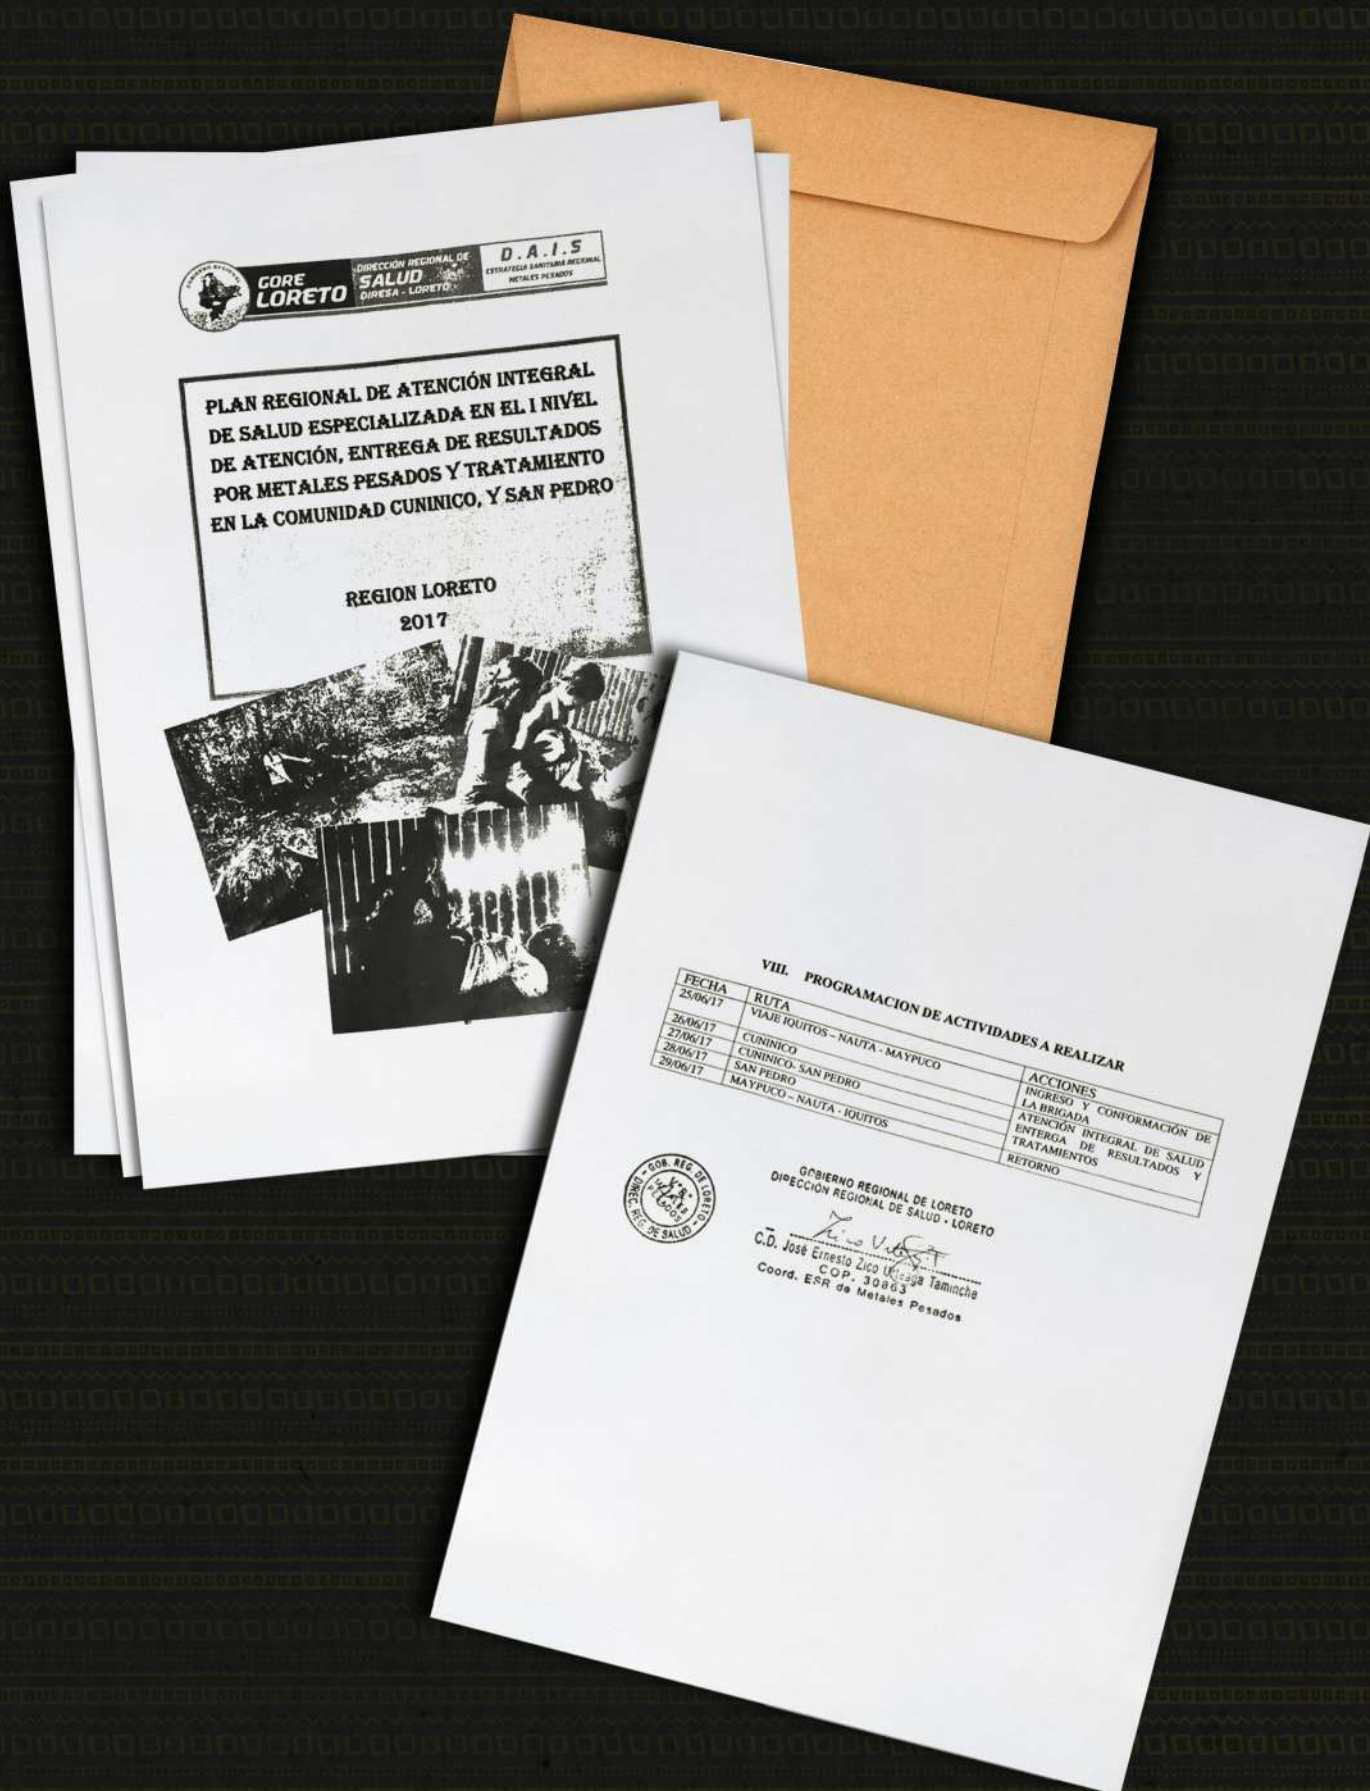 GORE
LORETO
DIRECCIÓN REGIONAL DE
SALUD
DIRESA - LORETO
D.A.I.S
ESTRATEGIA SANITARIA REGIONAL
METALES PESADOS
PLAN REGIONAL DE ATENCIÓN INTEGRAL
DE SALUD ESPECIALIZADA EN EL I NIVEL
DE ATENCIÓN, ENTREGA DE RESULTADOS
POR METALES PESADOS Y TRATAMIENTO
EN LA COMUNIDAD CUNINICO, Y SAN PEDRO
REGION LORETO
2017
VIII. PROGRAMACION DE ACTIVIDADES A REALIZAR
FECHA RUTA ACCIONES
25/06/17 VIAJE IQUITOS – NAUTA - MAYPUCO INGRESO Y CONFORMACIÓN DE
LA BRIGADA
26/06/17 CUNINICO ATENCIÓN INTEGRAL DE SALUD
27/06/17 CUNINICO- SAN PEDRO ENTERGA DE RESULTADOS Y
28/06/17 SAN PEDRO TRATAMIENTOS
29/06/17 MAYPUCO – NAUTA - IQUITOS RETORNO
GOB. REG. DE LORETO
DIREC. REG. DE SALUD
GOBIERNO REGIONAL DE LORETO
DIRECCIÓN REGIONAL DE SALUD - LORETO
C.D. José Ernesto Zico Taminche
COP. 30863
Coord. ESR de Metales Pesados